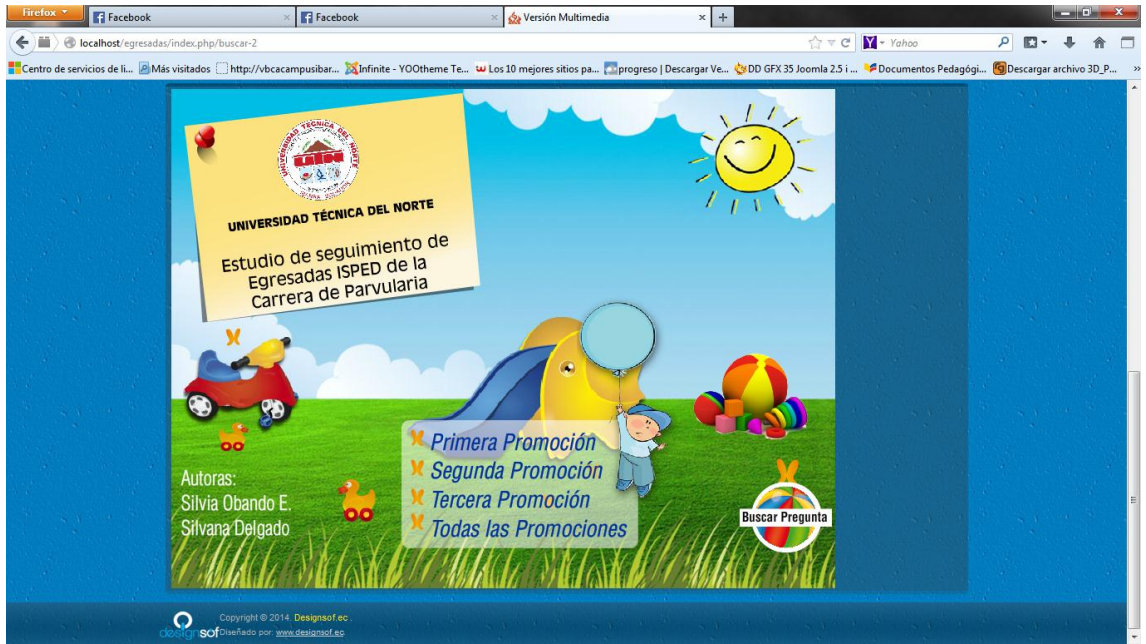 Firefox
Facebook
Facebook
Versión Multimedia
localhost/egresadas/index.php/buscar-2
Yahoo
Centro de servicios de li...
Más visitados
http://vbcacampusibar...
Infinite - YOOtheme Te...
Los 10 mejores sitios pa...
progreso | Descargar Ve...
DD GFX 35 Joomla 2.5 i ...
Documentos Pedagógi...
Descargar archivo 3D_P...
UNIVERSIDAD TÉCNICA DEL NORTE
Estudio de seguimiento de
Egresadas ISPED de la
Carrera de Parvularia
Primera Promoción
Segunda Promoción
Tercera Promoción
Todas las Promociones
Autoras:
Silvia Obando E.
Silvana Delgado
Buscar Pregunta
Copyright © 2014. Designsof.ec .
designsof Diseñado por: www.designsof.ec.